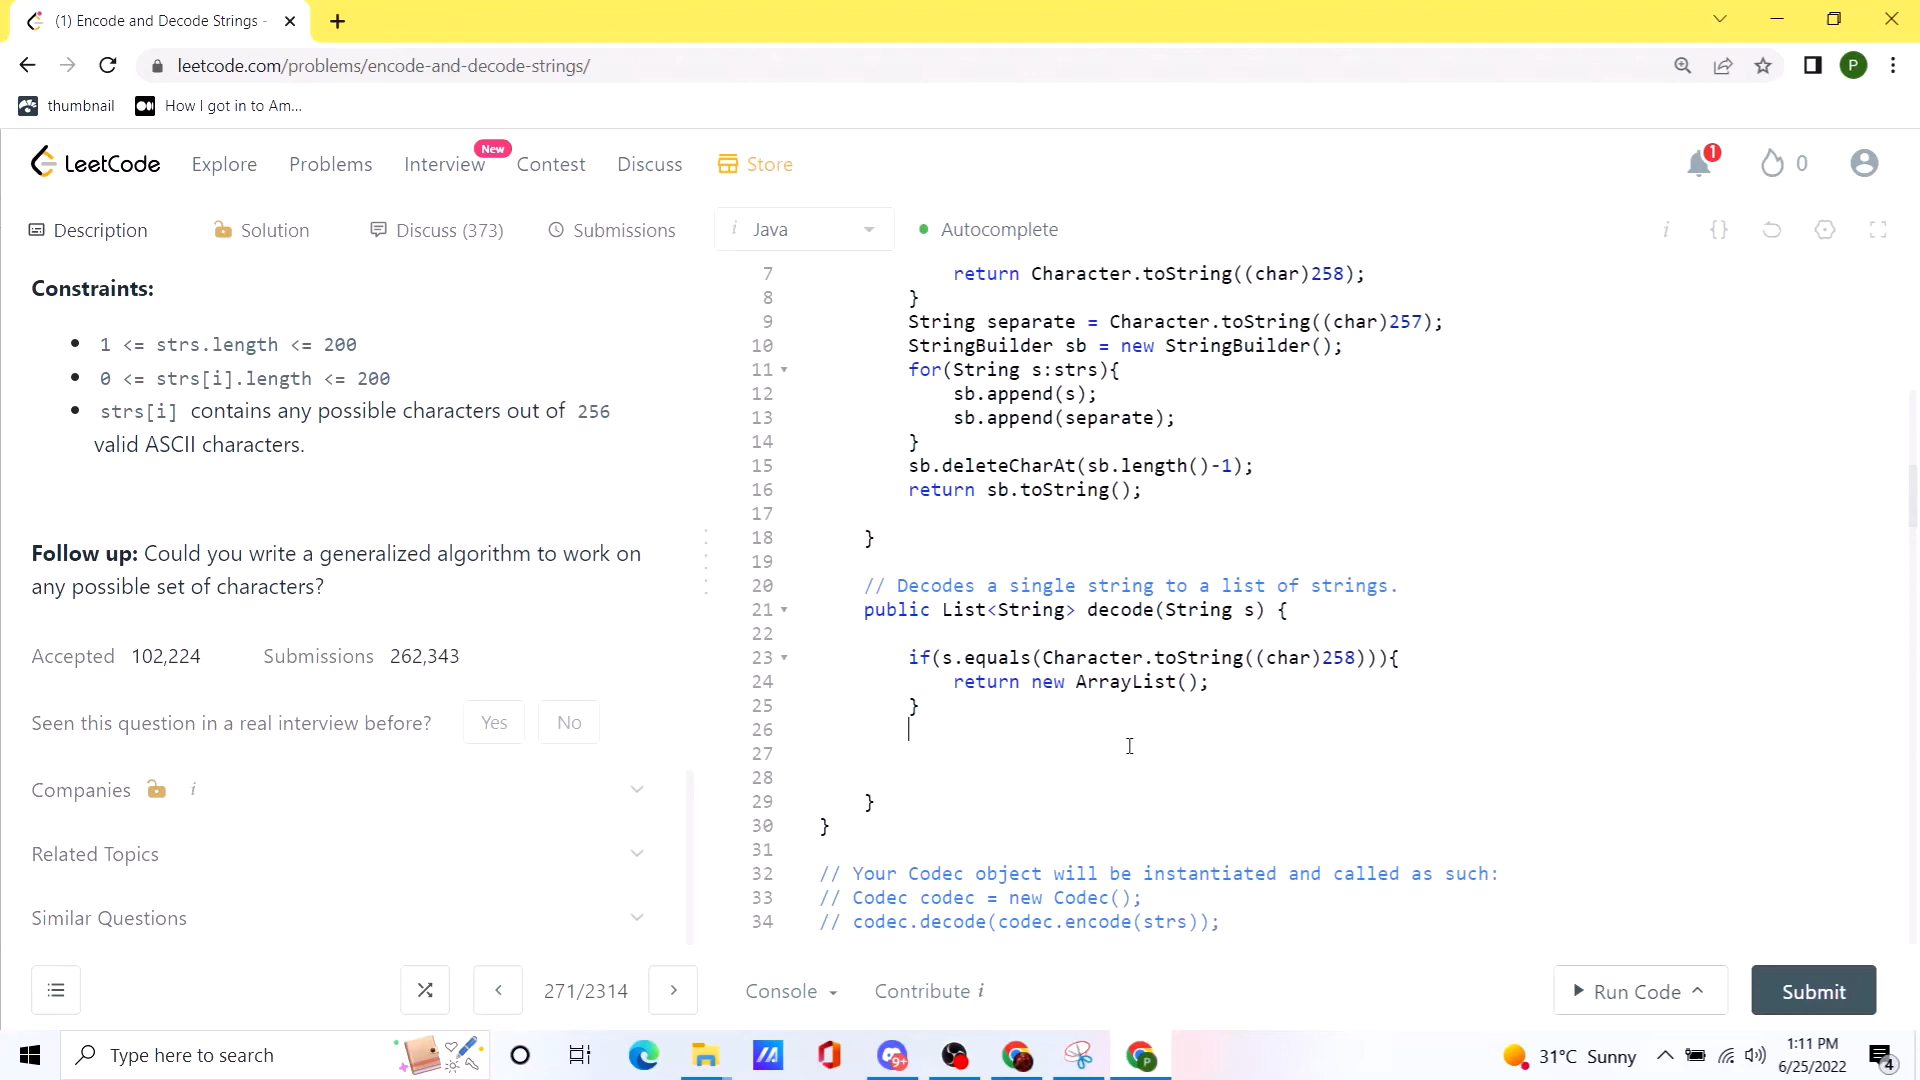 (1) Encode and Decode Strings -
leetcode.com/problems/encode-and-decode-strings/
P
thumbnail
How I got in to Am...
LeetCode
Explore
Problems
Interview
New
Contest
Discuss
Store
1
0
Description
Solution
Discuss (373)
Submissions
i Java
Autocomplete
i
{}
Constraints:
1 <= strs.length <= 200
0 <= strs[i].length <= 200
strs[i] contains any possible characters out of 256
valid ASCII characters.
Follow up: Could you write a generalized algorithm to work on
any possible set of characters?
Accepted 102,224 Submissions 262,343
Seen this question in a real interview before?
Yes
No
Companies i
Related Topics
Similar Questions
7 return Character.toString((char)258);
8 }
9 String separate = Character.toString((char)257);
10 StringBuilder sb = new StringBuilder();
11 for(String s:strs){
12 sb.append(s);
13 sb.append(separate);
14 }
15 sb.deleteCharAt(sb.length()-1);
16 return sb.toString();
17
18 }
19
20 // Decodes a single string to a list of strings.
21 public List<String> decode(String s) {
22
23 if(s.equals(Character.toString((char)258))){
24 return new ArrayList();
25 }
26
27
28
29 }
30 }
31
32 // Your Codec object will be instantiated and called as such:
33 // Codec codec = new Codec();
34 // codec.decode(codec.encode(strs));
271/2314
Console
Contribute i
Run Code
Submit
Type here to search
9+
P
31°C Sunny
1:11 PM
6/25/2022
4